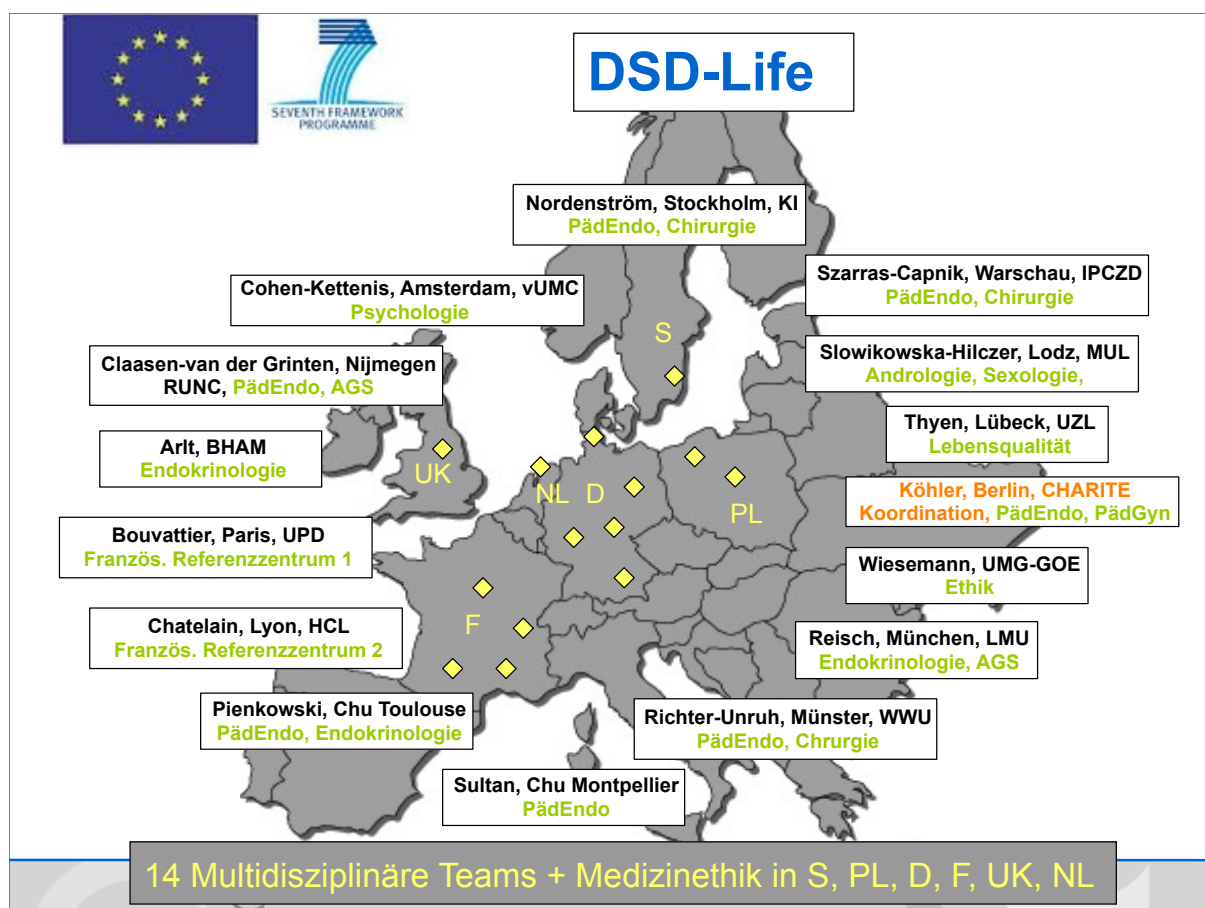 SEVENTH FRAMEWORK
PROGRAMME
DSD-Life
Nordenström, Stockholm, KI
PädEndo, Chirurgie
Szarras-Capnik, Warschau, IPCZD
PädEndo, Chirurgie
Cohen-Kettenis, Amsterdam, vUMC
Psychologie
Slowikowska-Hilczer, Lodz, MUL
Andrologie, Sexologie,
Claasen-van der Grinten, Nijmegen
RUNC, PädEndo, AGS
Thyen, Lübeck, UZL
Lebensqualität
Arlt, BHAM
Endokrinologie
Köhler, Berlin, CHARITE
Koordination, PädEndo, PädGyn
Bouvattier, Paris, UPD
Französ. Referenzzentrum 1
Wiesemann, UMG-GOE
Ethik
Chatelain, Lyon, HCL
Französ. Referenzzentrum 2
Reisch, München, LMU
Endokrinologie, AGS
Pienkowski, Chu Toulouse
PädEndo, Endokrinologie
Richter-Unruh, Münster, WWU
PädEndo, Chrurgie
Sultan, Chu Montpellier
PädEndo
S
UK
NL
D
PL
F
14 Multidisziplinäre Teams + Medizinethik in S, PL, D, F, UK, NL